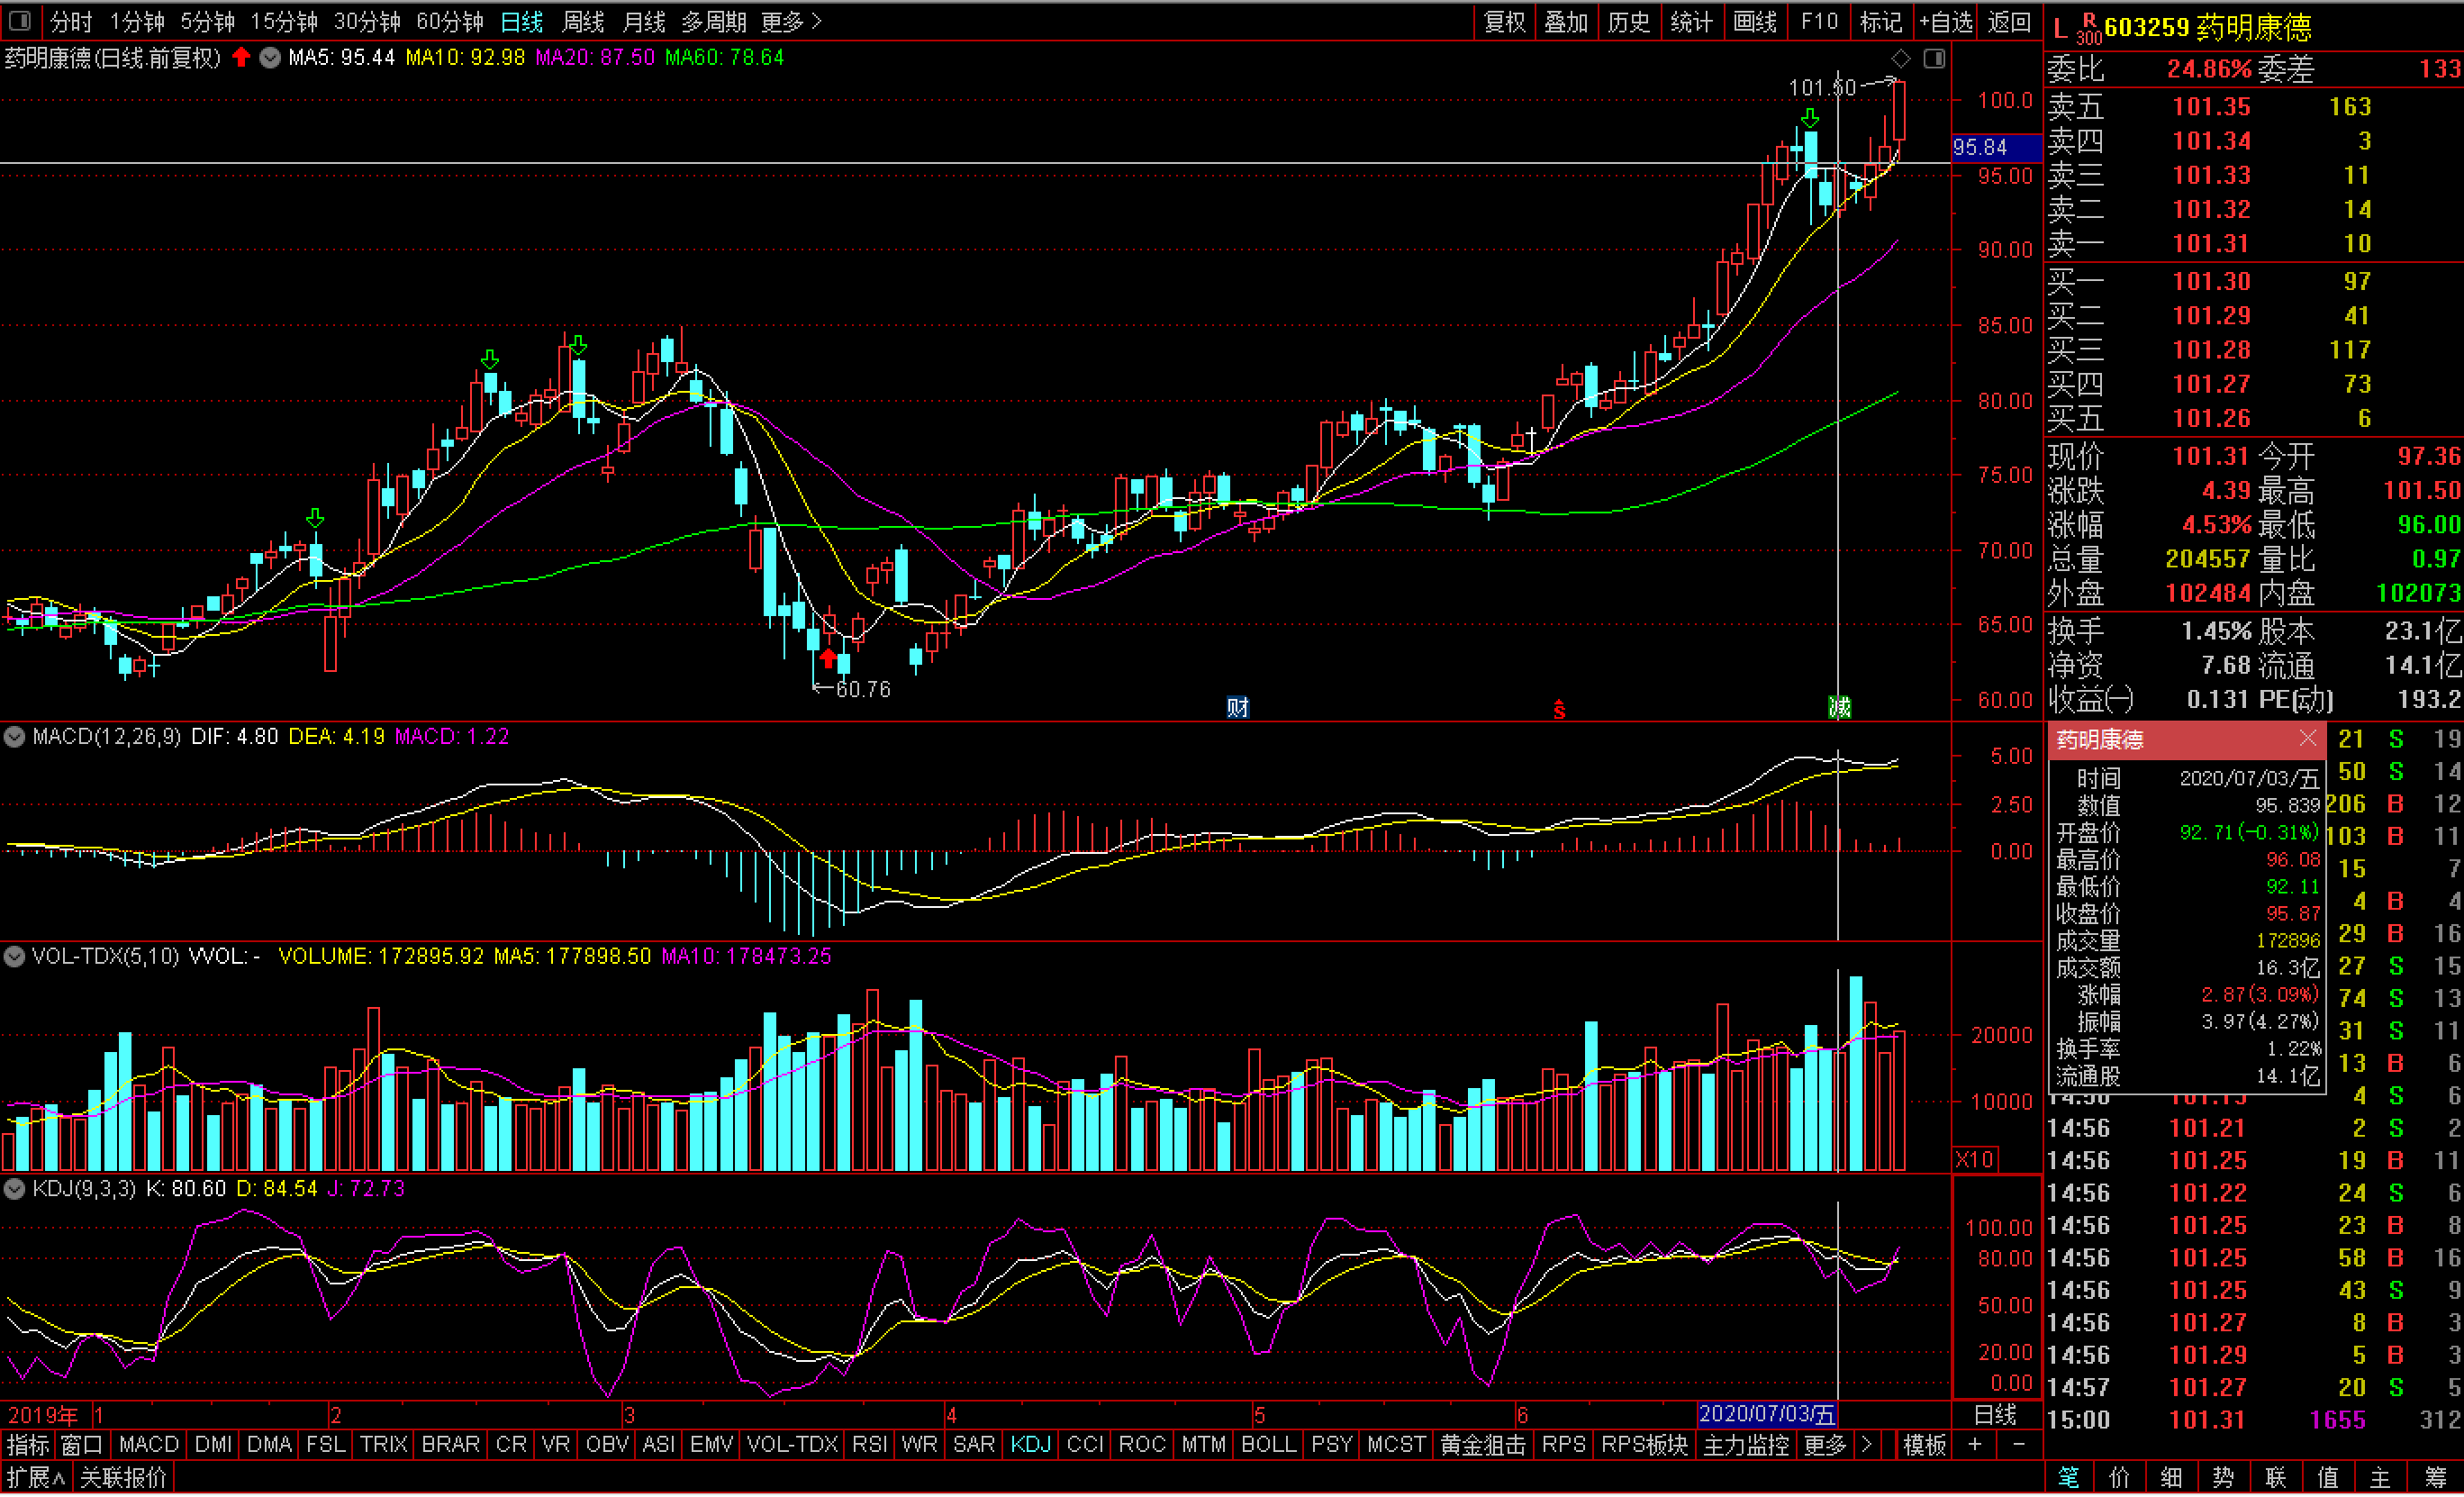 分时 1分钟 5分钟 15分钟 30分钟 60分钟 日线 周线 月线 多周期 更多 >
复权 叠加 历史 统计 画线 F10 标记 +自选 返回
药明康德(日线.前复权) MA5: 95.44 MA10: 92.98 MA20: 87.50 MA60: 78.64
101.50
100.0
95.84
95.00
90.00
85.00
80.00
75.00
70.00
65.00
60.00
60.76
财
S
减
MACD(12,26,9) DIF: 4.80 DEA: 4.19 MACD: 1.22
5.00
2.50
0.00
VOL-TDX(5,10) VVOL: - VOLUME: 172895.92 MA5: 177898.50 MA10: 178473.25
20000
10000
X10
KDJ(9,3,3) K: 80.60 D: 84.54 J: 72.73
100.00
80.00
50.00
20.00
0.00
2019年 1 2 3 4 5 6 2020/07/03/五 日线
指标 窗口 MACD DMI DMA FSL TRIX BRAR CR VR OBV ASI EMV VOL-TDX RSI WR SAR KDJ CCI ROC MTM BOLL PSY MCST 黄金狙击 RPS RPS板块 主力监控 更多 > 模板 + -
扩展∧ 关联报价
L R 300 603259 药明康德
委比 24.86% 委差 133
卖五 101.35 163
卖四 101.34 3
卖三 101.33 11
卖二 101.32 14
卖一 101.31 10
买一 101.30 97
买二 101.29 41
买三 101.28 117
买四 101.27 73
买五 101.26 6
现价 101.31 今开 97.36
涨跌 4.39 最高 101.50
涨幅 4.53% 最低 96.00
总量 204557 量比 0.97
外盘 102484 内盘 102073
换手 1.45% 股本 23.1亿
净资 7.68 流通 14.1亿
收益(一) 0.131 PE(动) 193.2
药明康德
时间 2020/07/03/五
数值 95.839
开盘价 92.71(-0.31%)
最高价 96.08
最低价 92.11
收盘价 95.87
成交量 172896
成交额 16.3亿
涨幅 2.87(3.09%)
振幅 3.97(4.27%)
换手率 1.22%
流通股 14.1亿
21 S 19
50 S 14
206 B 12
103 B 11
15 7
4 B 4
29 B 16
27 S 15
74 S 13
31 S 11
13 B 6
4 S 6
14:56 101.21 2 S 2
14:56 101.25 19 B 11
14:56 101.22 24 S 6
14:56 101.25 23 B 8
14:56 101.25 58 B 16
14:56 101.25 43 S 9
14:56 101.27 8 B 3
14:56 101.29 5 B 3
14:57 101.27 20 S 5
15:00 101.31 1655 312
笔 价 细 势 联 值 主 筹